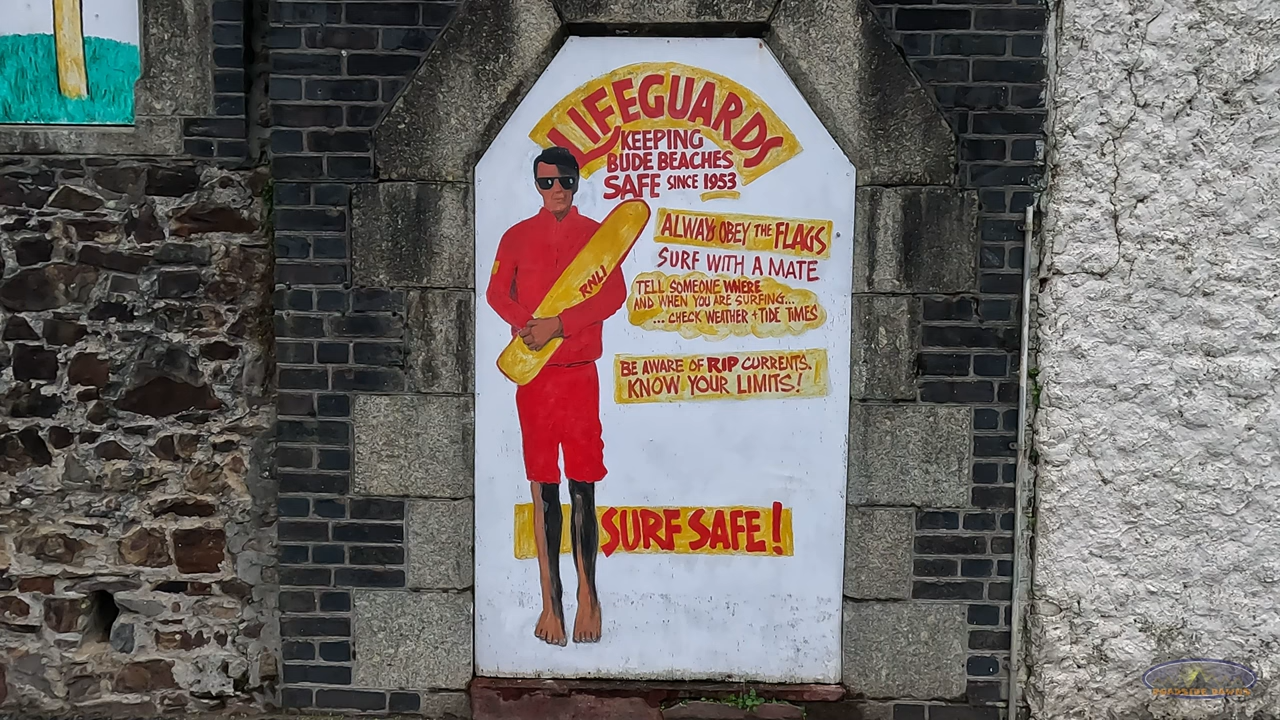 LIFEGUARDS
KEEPING
BUDE BEACHES
SAFE SINCE 1953
ALWAYS OBEY THE FLAGS
SURF WITH A MATE
TELL SOMEONE WHERE
AND WHEN YOU ARE SURFING...
...CHECK WEATHER + TIDE TIMES
RNLI
BE AWARE OF RIP CURRENTS.
KNOW YOUR LIMITS!
SURF SAFE!